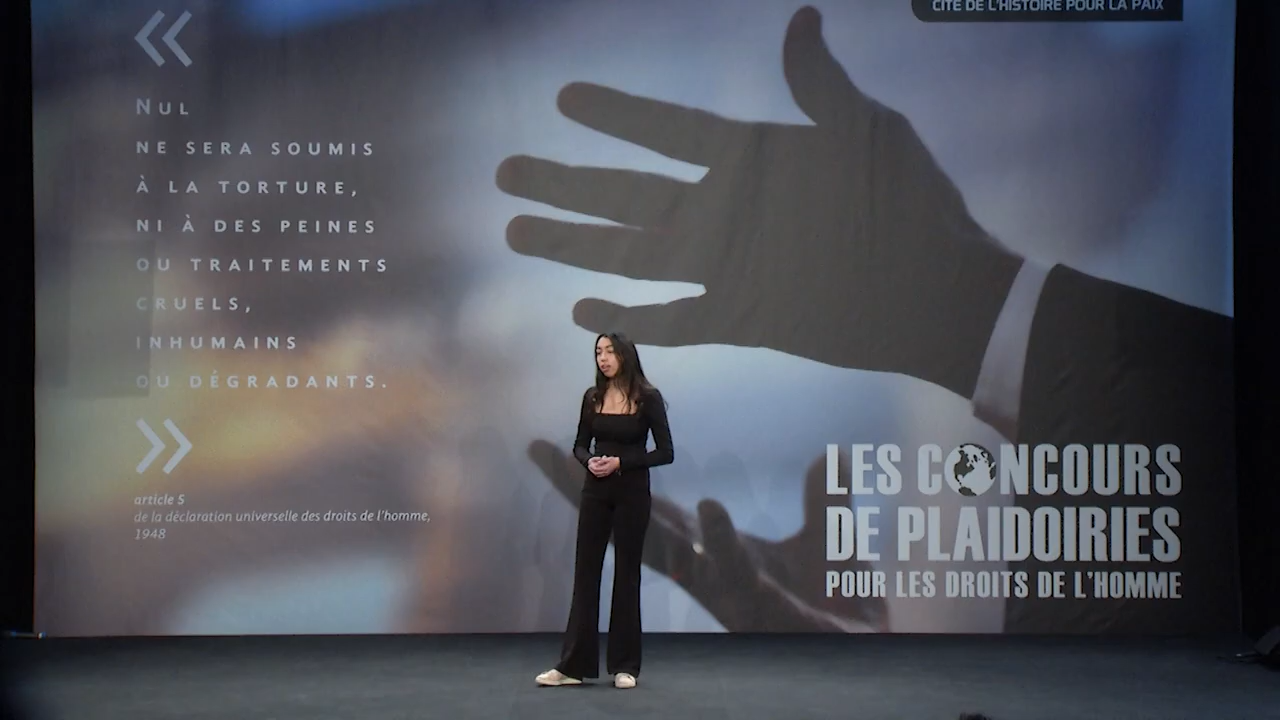 CITÉ DE L'HISTOIRE POUR LA PAIX
«
NUL
NE SERA SOUMIS
À LA TORTURE,
NI À DES PEINES
OU TRAITEMENTS
CRUELS,
INHUMAINS
OU DÉGRADANTS.
»
article 5
de la déclaration universelle des droits de l'homme,
1948
LES CONCOURS
DE PLAIDOIRIES
POUR LES DROITS DE L'HOMME